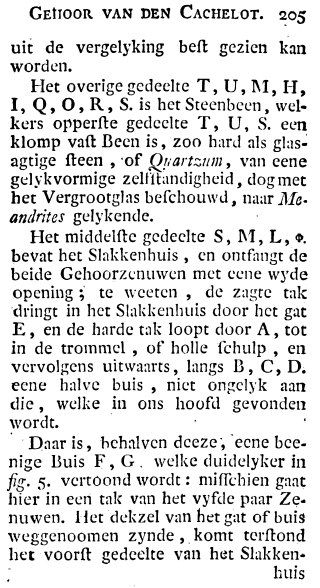 GEHOOR VAN DEN CACHELOT. 205
uit de vergelyking beſt gezien kan
worden.
Het overige gedeelte T, U, M, H,
I, Q, O, R, S. is het Steenbeen, wel-
kers opperſte gedeelte T, U, S. een
klomp vaſt Been is, zoo hard als glas-
agtige ſteen, of Quartzum, van eene
gelykvormige zelfſtandigheid, dog met
het Vergrootglas beſchouwd, naar Me-
andrites gelykende.
Het middelſte gedeelte S, M, L, Φ.
bevat het Slakkenhuis, en ontfangt de
beide Gehoorzenuwen met eene wyde
opening; te weeten, de zagte tak
dringt in het Slakkenhuis door het gat
E, en de harde tak loopt door A, tot
in de trommel, of holle ſchulp, en
vervolgens uitwaarts, langs B, C, D.
eene halve buis, niet ongelyk aan
die, welke in ons hoofd gevonden
wordt.
Daar is, behalven deeze, eene bee-
nige Buis F, G. welke duidelyker in
fig. 5. vertoond wordt: miſſchien gaat
hier in een tak van het vyfde paar Ze-
nuwen. Het dekzel van het gat of buis
weggenoomen zynde, komt terſtond
het voorſt gedeelte van het Slakken-
huis